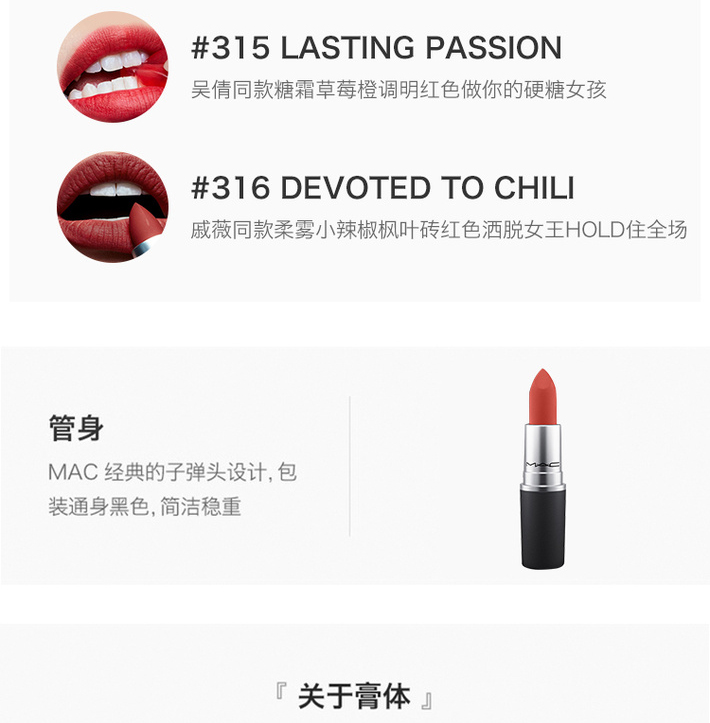 #315 LASTING PASSION
吴倩同款糖霜草莓橙调明红色做你的硬糖女孩
#316 DEVOTED TO CHILI
戚薇同款柔雾小辣椒枫叶砖红色洒脱女王HOLD住全场
管身
MAC 经典的子弹头设计, 包
装通身黑色, 简洁稳重
MAC
『 关于膏体 』